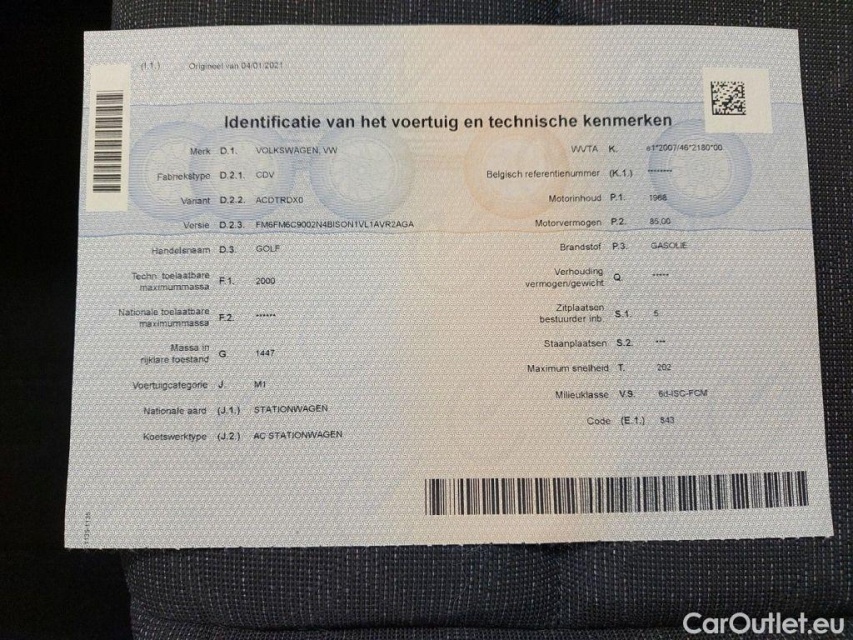 (I.1.) Origineel van 04/01/2021
Identificatie van het voertuig en technische kenmerken
Merk D.1. VOLKSWAGEN, VW
Fabriekstype D.2.1. CDV
Variant D.2.2. ACDTRDX0
Versie D.2.3. FM6FM6C9002N4BISON1VL1AVR2AGA
Handelsnaam D.3. GOLF
Techn. toelaatbare
maximummassa F.1. 2000
Nationale toelaatbare
maximummassa F.2. ******
Massa in
rijklare toestand G. 1447
Voertuigcategorie J. M1
Nationale aard (J.1.) STATIONWAGEN
Koetswerktype (J.2.) AC STATIONWAGEN
WVTA K. e1*2007/46*2180*00
Belgisch referentienummer (K.1.) ********
Motorinhoud P.1. 1968
Motorvermogen P.2. 85.00
Brandstof P.3. GASOLIE
Verhouding
vermogen/gewicht Q. *****
Zitplaatsen
bestuurder inb. S.1. 5
Staanplaatsen S.2. ***
Maximum snelheid T. 202
Milieuklasse V.9. 6d-ISC-FCM
Code (E.1.) 843
CarOutlet.eu